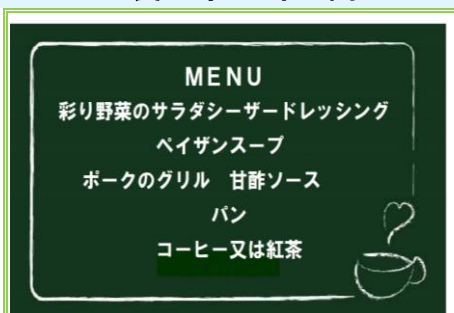 MENU
彩り野菜のサラダシーザードレッシング
ペイザンスープ
ポークのグリル　甘酢ソース
パン
コーヒー又は紅茶